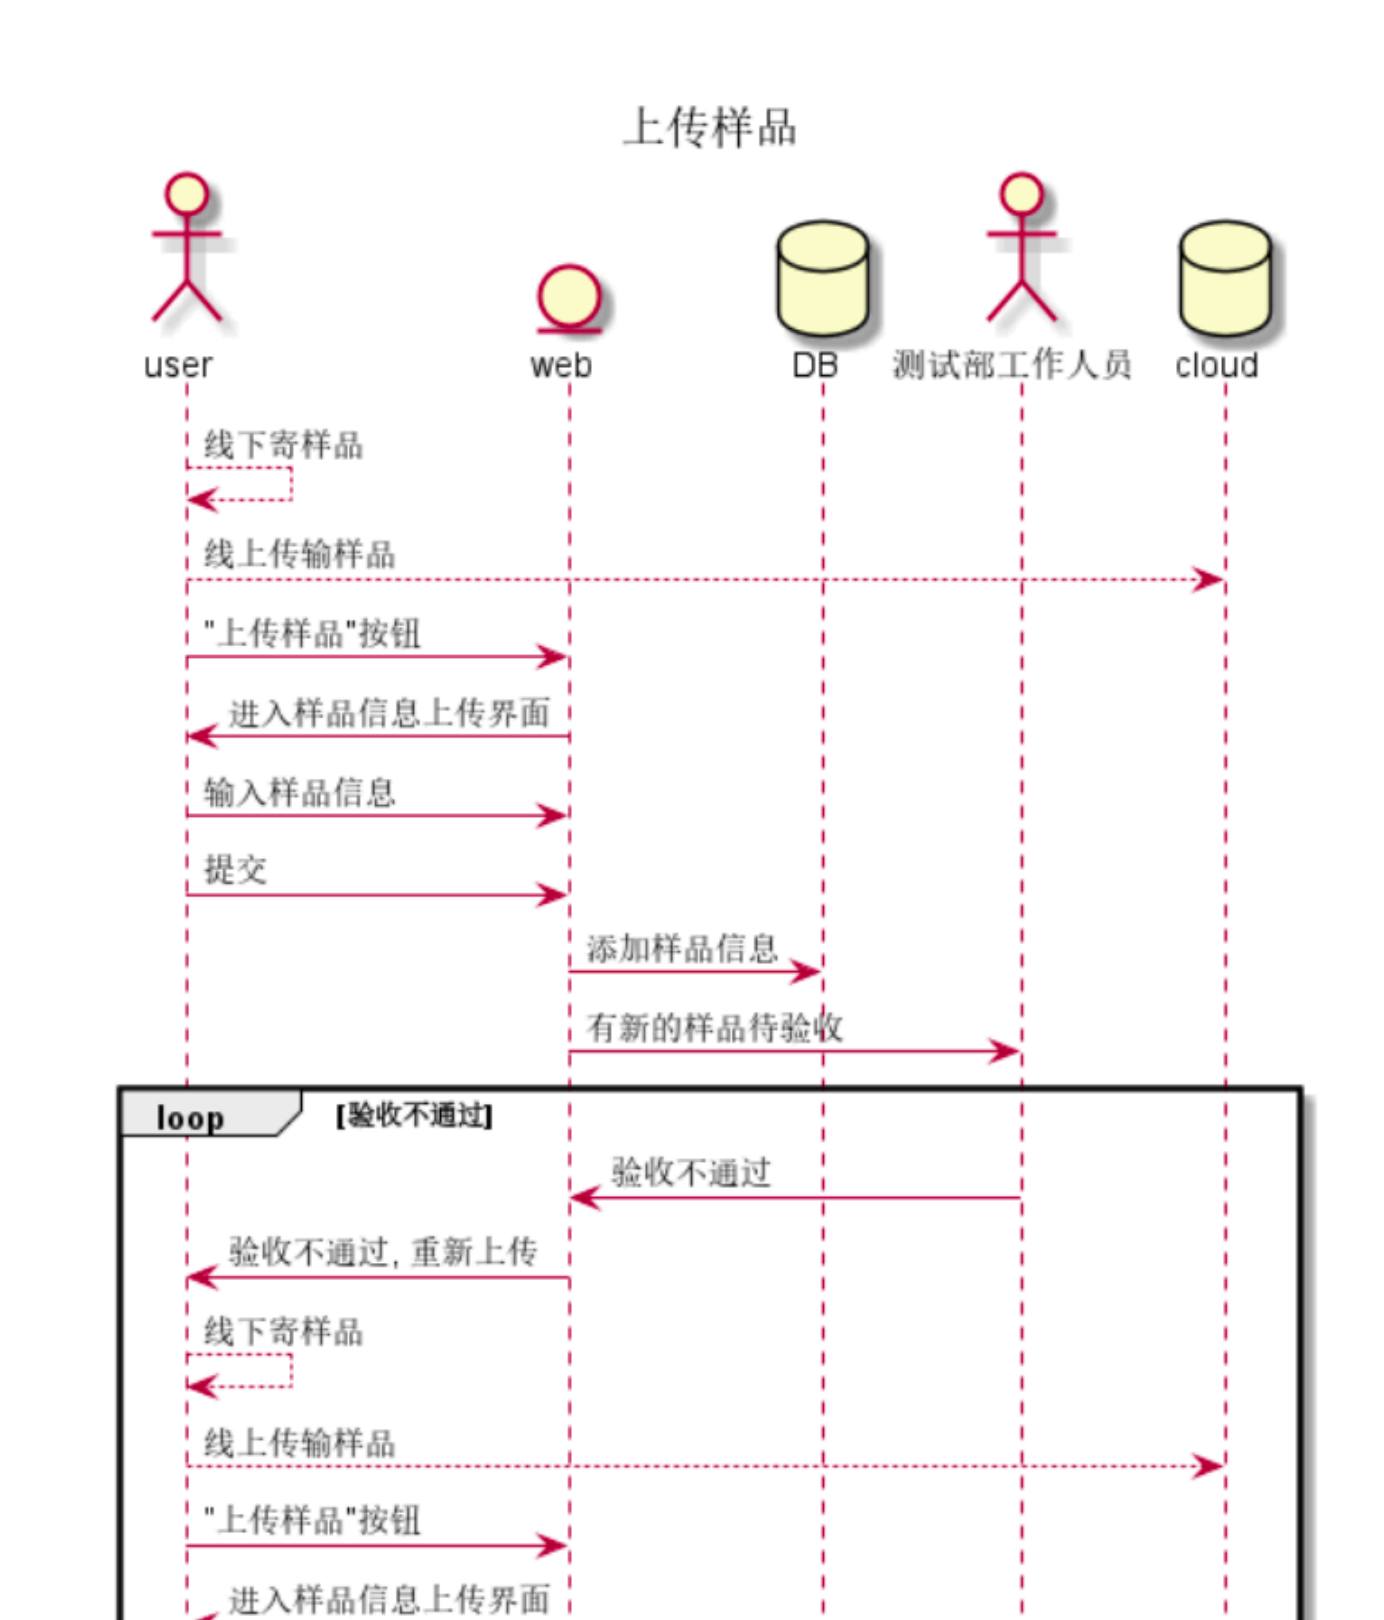 上传样品
user web DB 测试部工作人员 cloud
线下寄样品
线上传输样品
"上传样品"按钮
进入样品信息上传界面
输入样品信息
提交
添加样品信息
有新的样品待验收
loop [验收不通过]
验收不通过
验收不通过, 重新上传
线下寄样品
线上传输样品
"上传样品"按钮
进入样品信息上传界面